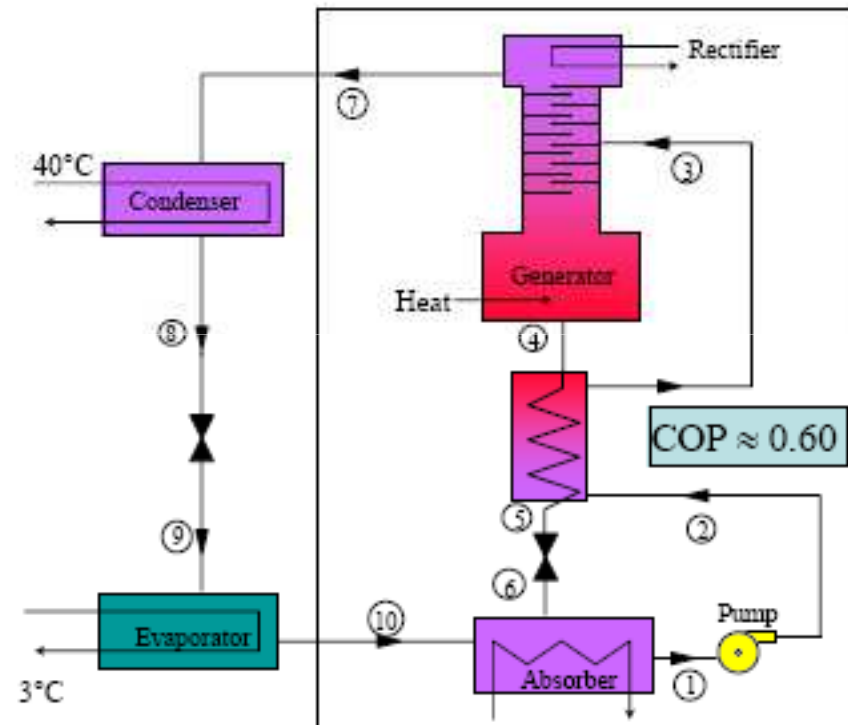 Rectifier
⑦
③
40°C
Condenser
Generator
Heat
④
⑧
COP ≈ 0.60
⑤
②
⑨
⑥
Pump
⑩
Evaporator
①
Absorber
3°C